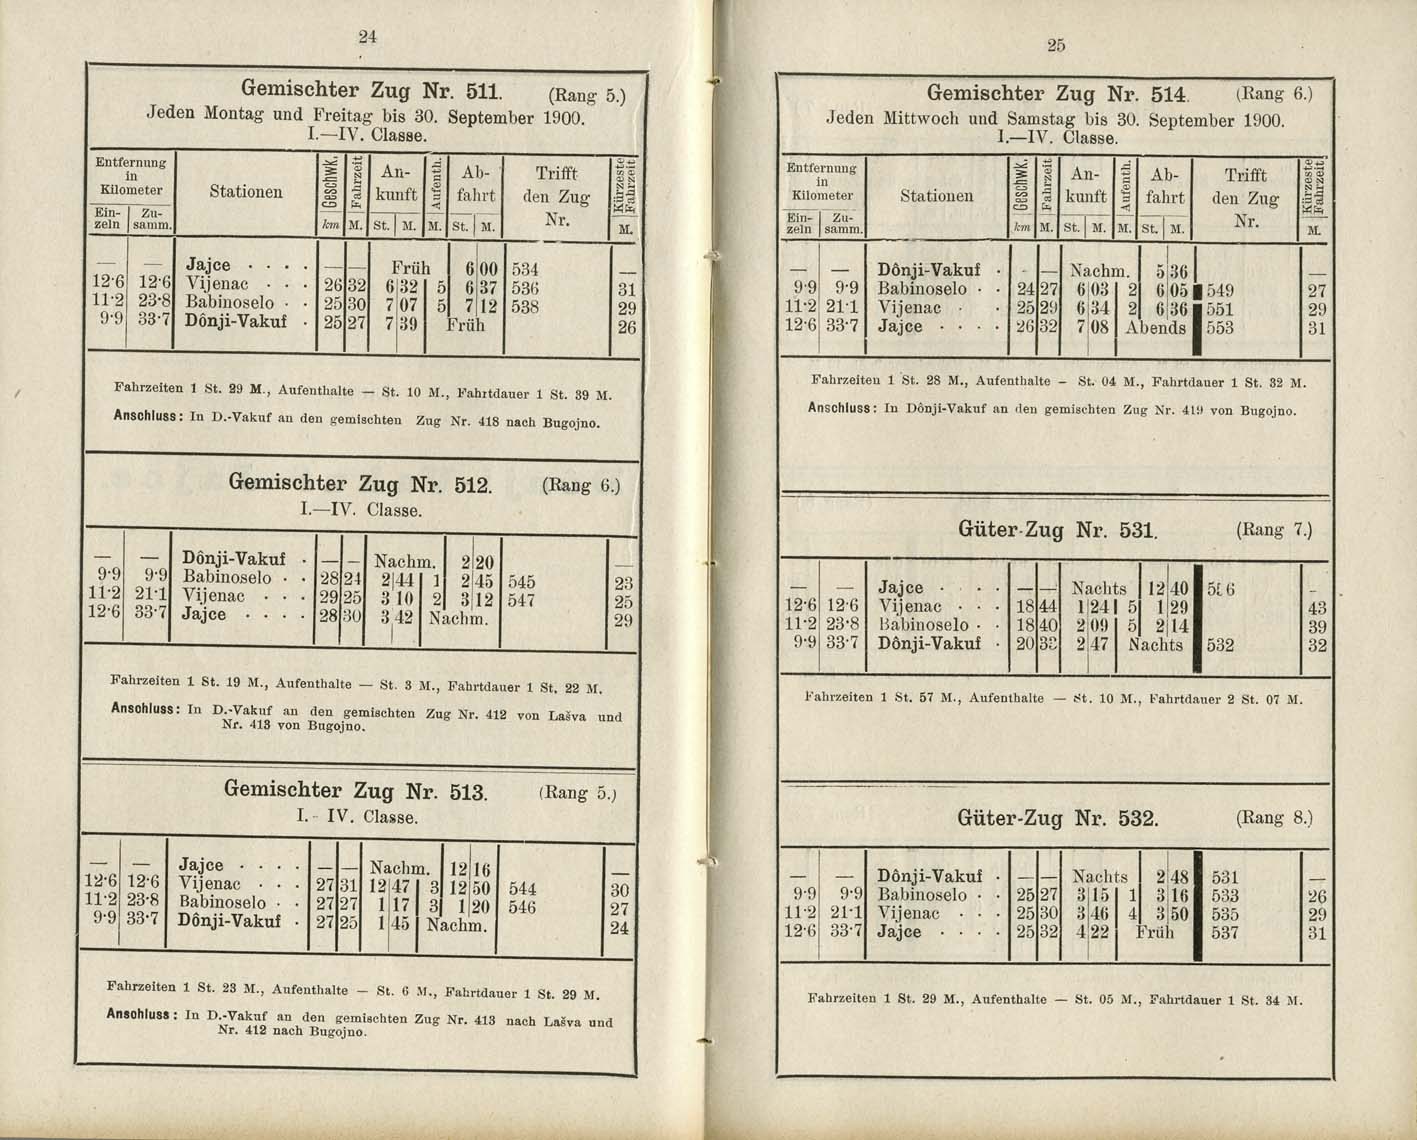 24
Gemischter Zug Nr. 511. (Rang 5.)
Jeden Montag und Freitag bis 30. September 1900.
I.—IV. Classe.
Entfernung in Kilometer | Stationen | Geschwk. | Fahrzeit | An-kunft | Aufenth. | Ab-fahrt | Trifft den Zug Nr. | Kürzeste Fahrzeit
Ein-zeln | Zu-samm. | km | M. | St. | M. | M. | St. | M. | M.
— — Jajce . . . . — — Früh 6 00 534 —
12·6 12·6 Vijenac . . . 26 32 6 32 5 6 37 536 31
11·2 23·8 Babinoselo . . 25 30 7 07 5 7 12 538 29
9·9 33·7 Dônji-Vakuf . 25 27 7 39 Früh 26
Fahrzeiten 1 St. 29 M., Aufenthalte — St. 10 M., Fahrtdauer 1 St. 39 M.
Anschluss: In D.-Vakuf an den gemischten Zug Nr. 418 nach Bugojno.
Gemischter Zug Nr. 512. (Rang 6.)
I.—IV. Classe.
— — Dônji-Vakuf . — — Nachm. 2 20 —
9·9 9·9 Babinoselo . . 28 24 2 44 1 2 45 545 23
11·2 21·1 Vijenac . . . 29 25 3 10 2 3 12 547 25
12·6 33·7 Jajce . . . . 28 30 3 42 Nachm. 29
Fahrzeiten 1 St. 19 M., Aufenthalte — St. 3 M., Fahrtdauer 1 St. 22 M.
Anschluss: In D.-Vakuf an den gemischten Zug Nr. 412 von Lašva und
Nr. 413 von Bugojno.
Gemischter Zug Nr. 513. (Rang 5.)
I.- IV. Classe.
— — Jajce . . . . — — Nachm. 12 16 —
12·6 12·6 Vijenac . . . 27 31 12 47 3 12 50 544 30
11·2 23·8 Babinoselo . . 27 27 1 17 3 1 20 546 27
9·9 33·7 Dônji-Vakuf . 27 25 1 45 Nachm. 24
Fahrzeiten 1 St. 23 M., Aufenthalte — St. 6 M., Fahrtdauer 1 St. 29 M.
Anschluss: In D.-Vakuf an den gemischten Zug Nr. 413 nach Lašva und
Nr. 412 nach Bugojno.
25
Gemischter Zug Nr. 514. (Rang 6.)
Jeden Mittwoch und Samstag bis 30. September 1900.
I.—IV. Classe.
Entfernung in Kilometer | Stationen | Geschwk. | Fahrzeit | An-kunft | Aufenth. | Ab-fahrt | Trifft den Zug Nr. | Kürzeste Fahrzeit
Ein-zeln | Zu-samm. | km | M. | St. | M. | M. | St. | M. | M.
— — Dônji-Vakuf . - — Nachm. 5 36 —
9·9 9·9 Babinoselo . . 24 27 6 03 2 6 05 549 27
11·2 21·1 Vijenac . . 25 29 6 34 2 6 36 551 29
12·6 33·7 Jajce . . . . 26 32 7 08 Abends 553 31
Fahrzeiten 1 St. 28 M., Aufenthalte – St. 04 M., Fahrtdauer 1 St. 32 M.
Anschluss: In Dônji-Vakuf an den gemischten Zug Nr. 419 von Bugojno.
Güter-Zug Nr. 531. (Rang 7.)
— — Jajce . . . . — — Nachts 12 40 -
12·6 12·6 Vijenac . . . 18 44 1 24 5 1 29 43
11·2 23·8 Babinoselo . . 18 40 2 09 5 2 14 39
9·9 33·7 Dônji-Vakuf . 20 33 2 47 Nachts 532 32
Fahrzeiten 1 St. 57 M., Aufenthalte — St. 10 M., Fahrtdauer 2 St. 07 M.
Güter-Zug Nr. 532. (Rang 8.)
— — Dônji-Vakuf . — — Nachts 2 48 531 —
9·9 9·9 Babinoselo . . 25 27 3 15 1 3 16 533 26
11·2 21·1 Vijenac . . . 25 30 3 46 4 3 50 535 29
12·6 33·7 Jajce . . . . 25 32 4 22 Früh 537 31
Fahrzeiten 1 St. 29 M., Aufenthalte — St. 05 M., Fahrtdauer 1 St. 34 M.